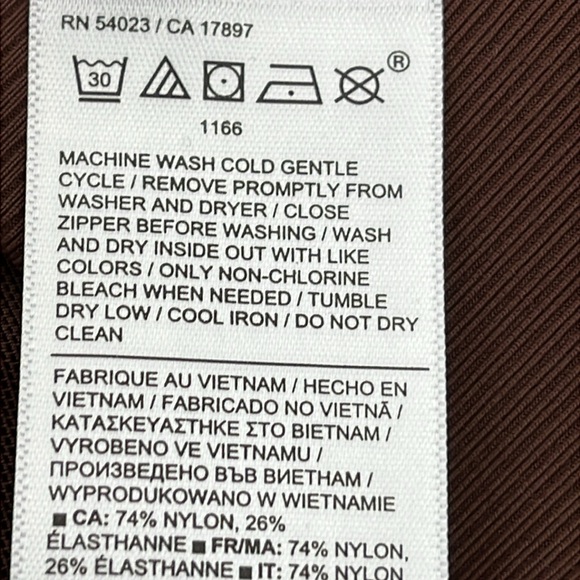 RN 54023 / CA 17897
30
®
1166
MACHINE WASH COLD GENTLE
CYCLE / REMOVE PROMPTLY FROM
WASHER AND DRYER / CLOSE
ZIPPER BEFORE WASHING / WASH
AND DRY INSIDE OUT WITH LIKE
COLORS / ONLY NON-CHLORINE
BLEACH WHEN NEEDED / TUMBLE
DRY LOW / COOL IRON / DO NOT DRY
CLEAN
FABRIQUE AU VIETNAM / HECHO EN
VIETNAM / FABRICADO NO VIETNÃ /
ΚΑΤΑΣΚΕΥΑΣΤΗΚΕ ΣΤΟ ΒΙΕΤΝΑΜ /
VYROBENO VE VIETNAMU /
ПРОИЗВЕДЕНО ВЪВ ВИЕТНАМ /
WYPRODUKOWANO W WIETNAMIE
■ CA: 74% NYLON, 26%
ÉLASTHANNE ■ FR/MA: 74% NYLON,
26% ÉLASTHANNE ■ IT: 74% NYLON